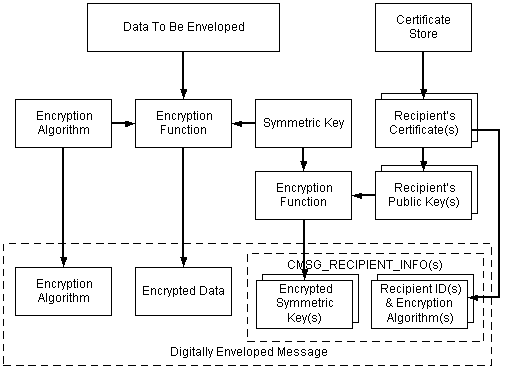 Data To Be Enveloped
Certificate
Store
Encryption
Algorithm
Encryption
Function
Symmetric Key
Recipient's
Certificate(s)
Encryption
Function
Recipient's
Public Key(s)
CMSG_RECIPIENT_INFO(s)
Encryption
Algorithm
Encrypted Data
Encrypted
Symmetric
Key(s)
Recipient ID(s)
& Encryption
Algorithm(s)
Digitally Enveloped Message